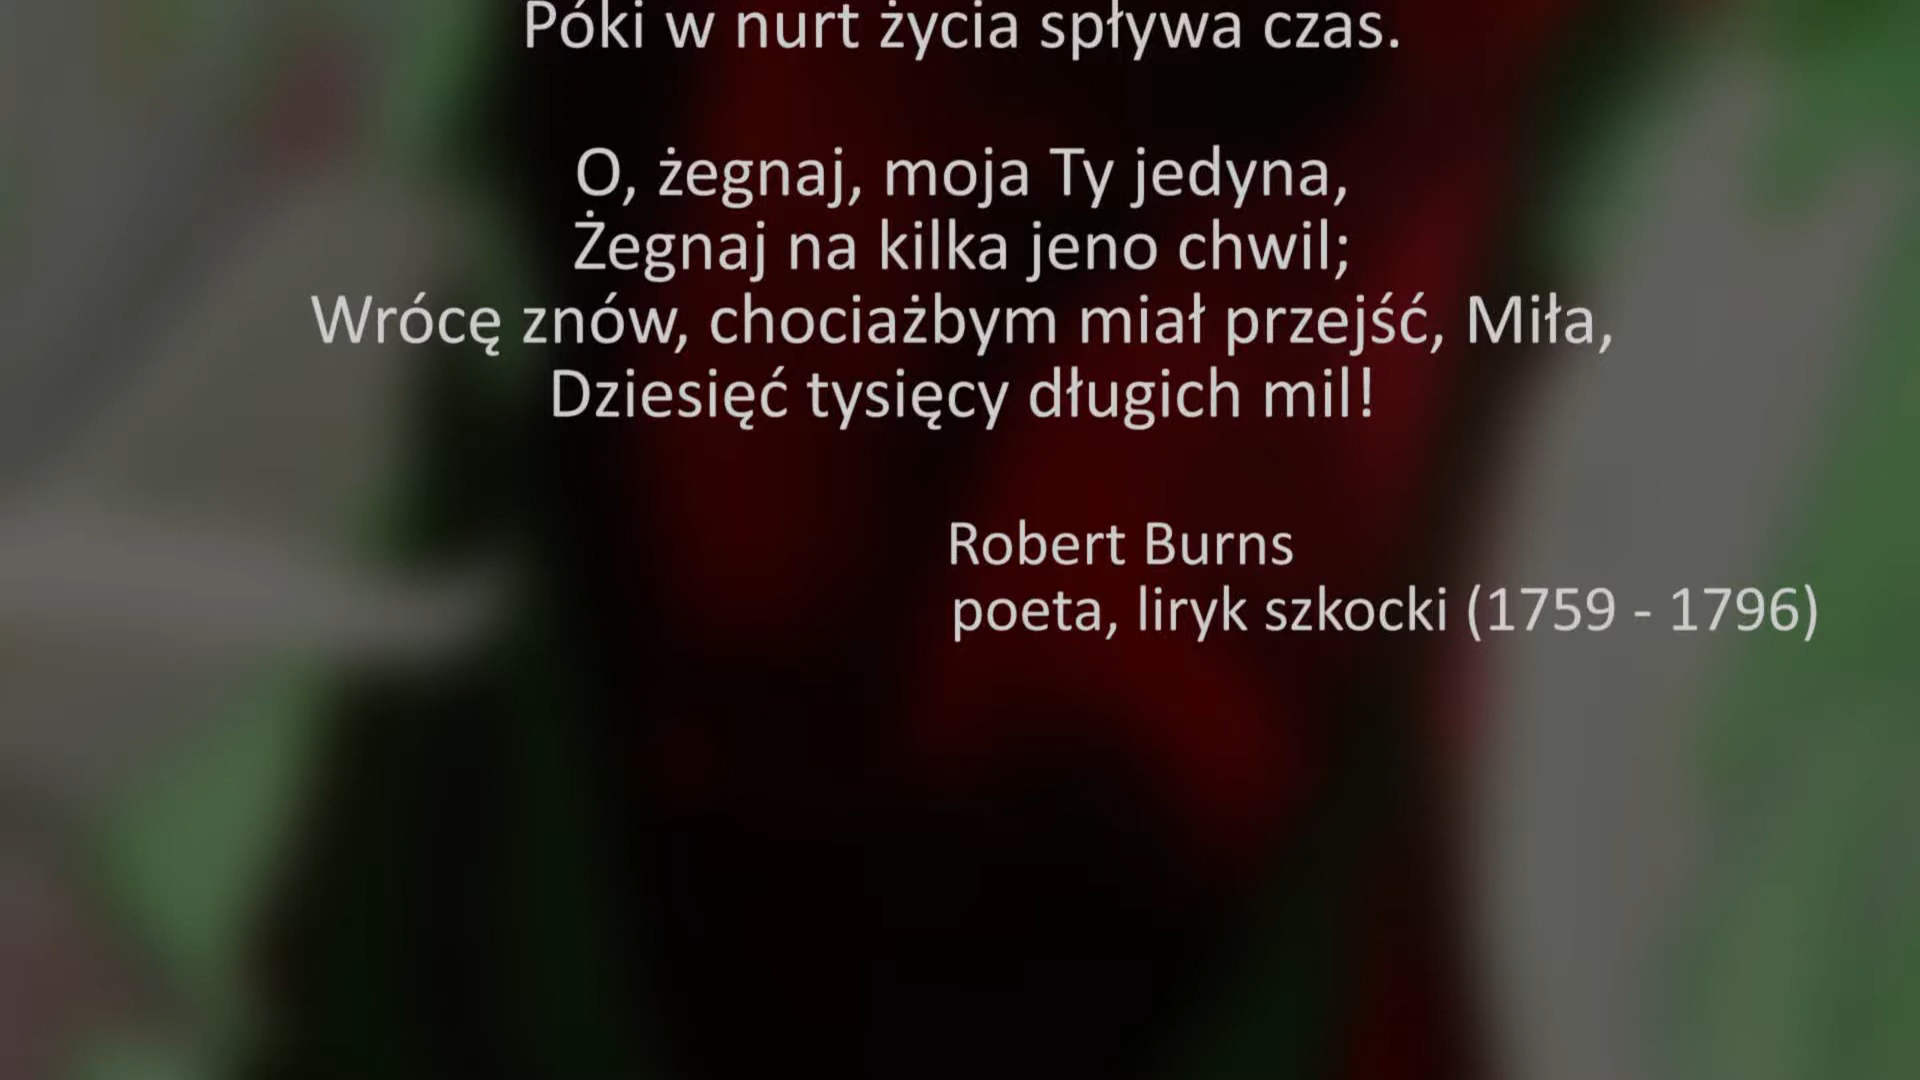 Póki w nurt życia spływa czas.
O, żegnaj, moja Ty jedyna,
Żegnaj na kilka jeno chwil;
Wrócę znów, chociażbym miał przejść, Miła,
Dziesięć tysięcy długich mil!
Robert Burns
poeta, liryk szkocki (1759 - 1796)